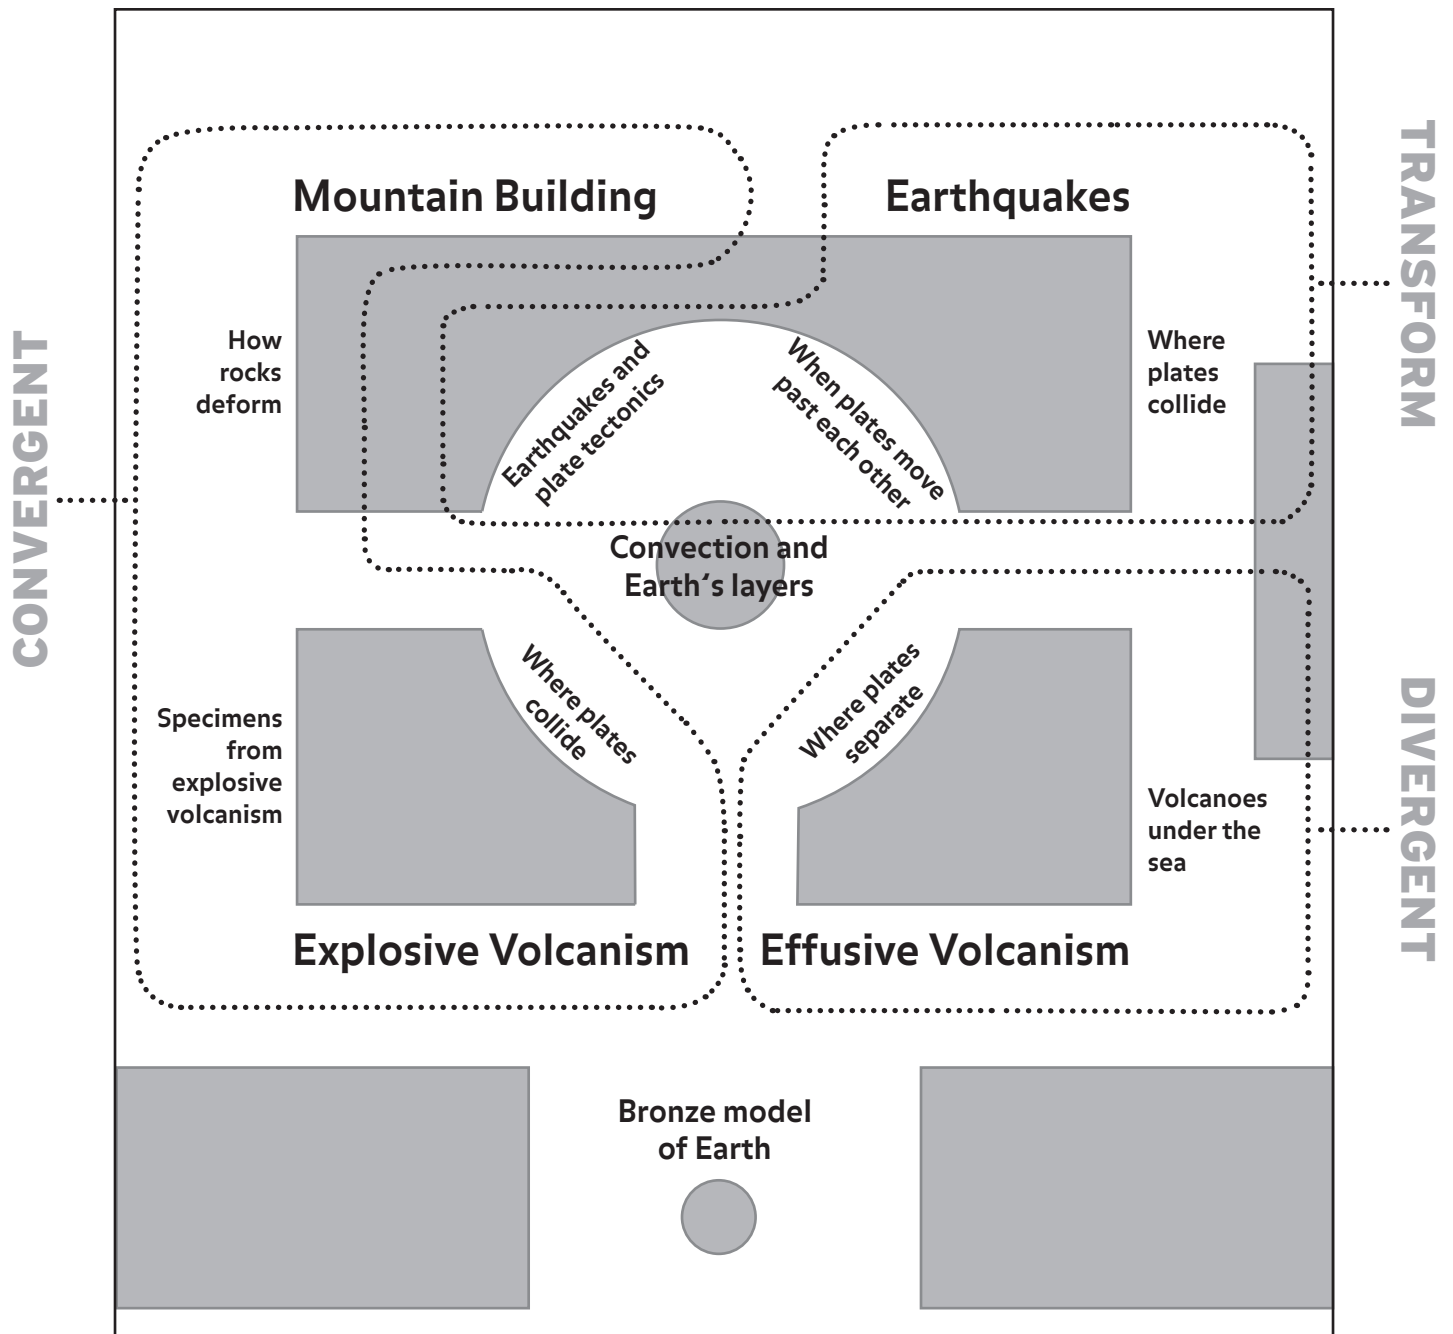 Mountain Building
Earthquakes
TRANSFORM
CONVERGENT
How
rocks
deform
Earthquakes and
plate tectonics
When plates move
past each other
Where
plates
collide
Convection and
Earth‘s layers
Specimens
from
explosive
volcanism
Where plates
collide
Where plates
separate
Volcanoes
under the
sea
DIVERGENT
Explosive Volcanism
Effusive Volcanism
Bronze model
of Earth